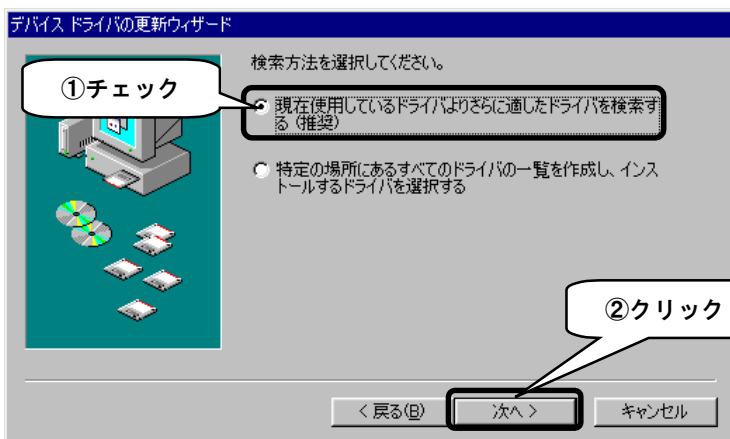 デバイス ドライバの更新ウィザード
検索方法を選択してください。
①チェック
現在使用しているドライバよりさらに適したドライバを検索す
る (推奨)
特定の場所にあるすべてのドライバの一覧を作成し、インス
トールするドライバを選択する
②クリック
< 戻る(B)
次へ >
キャンセル